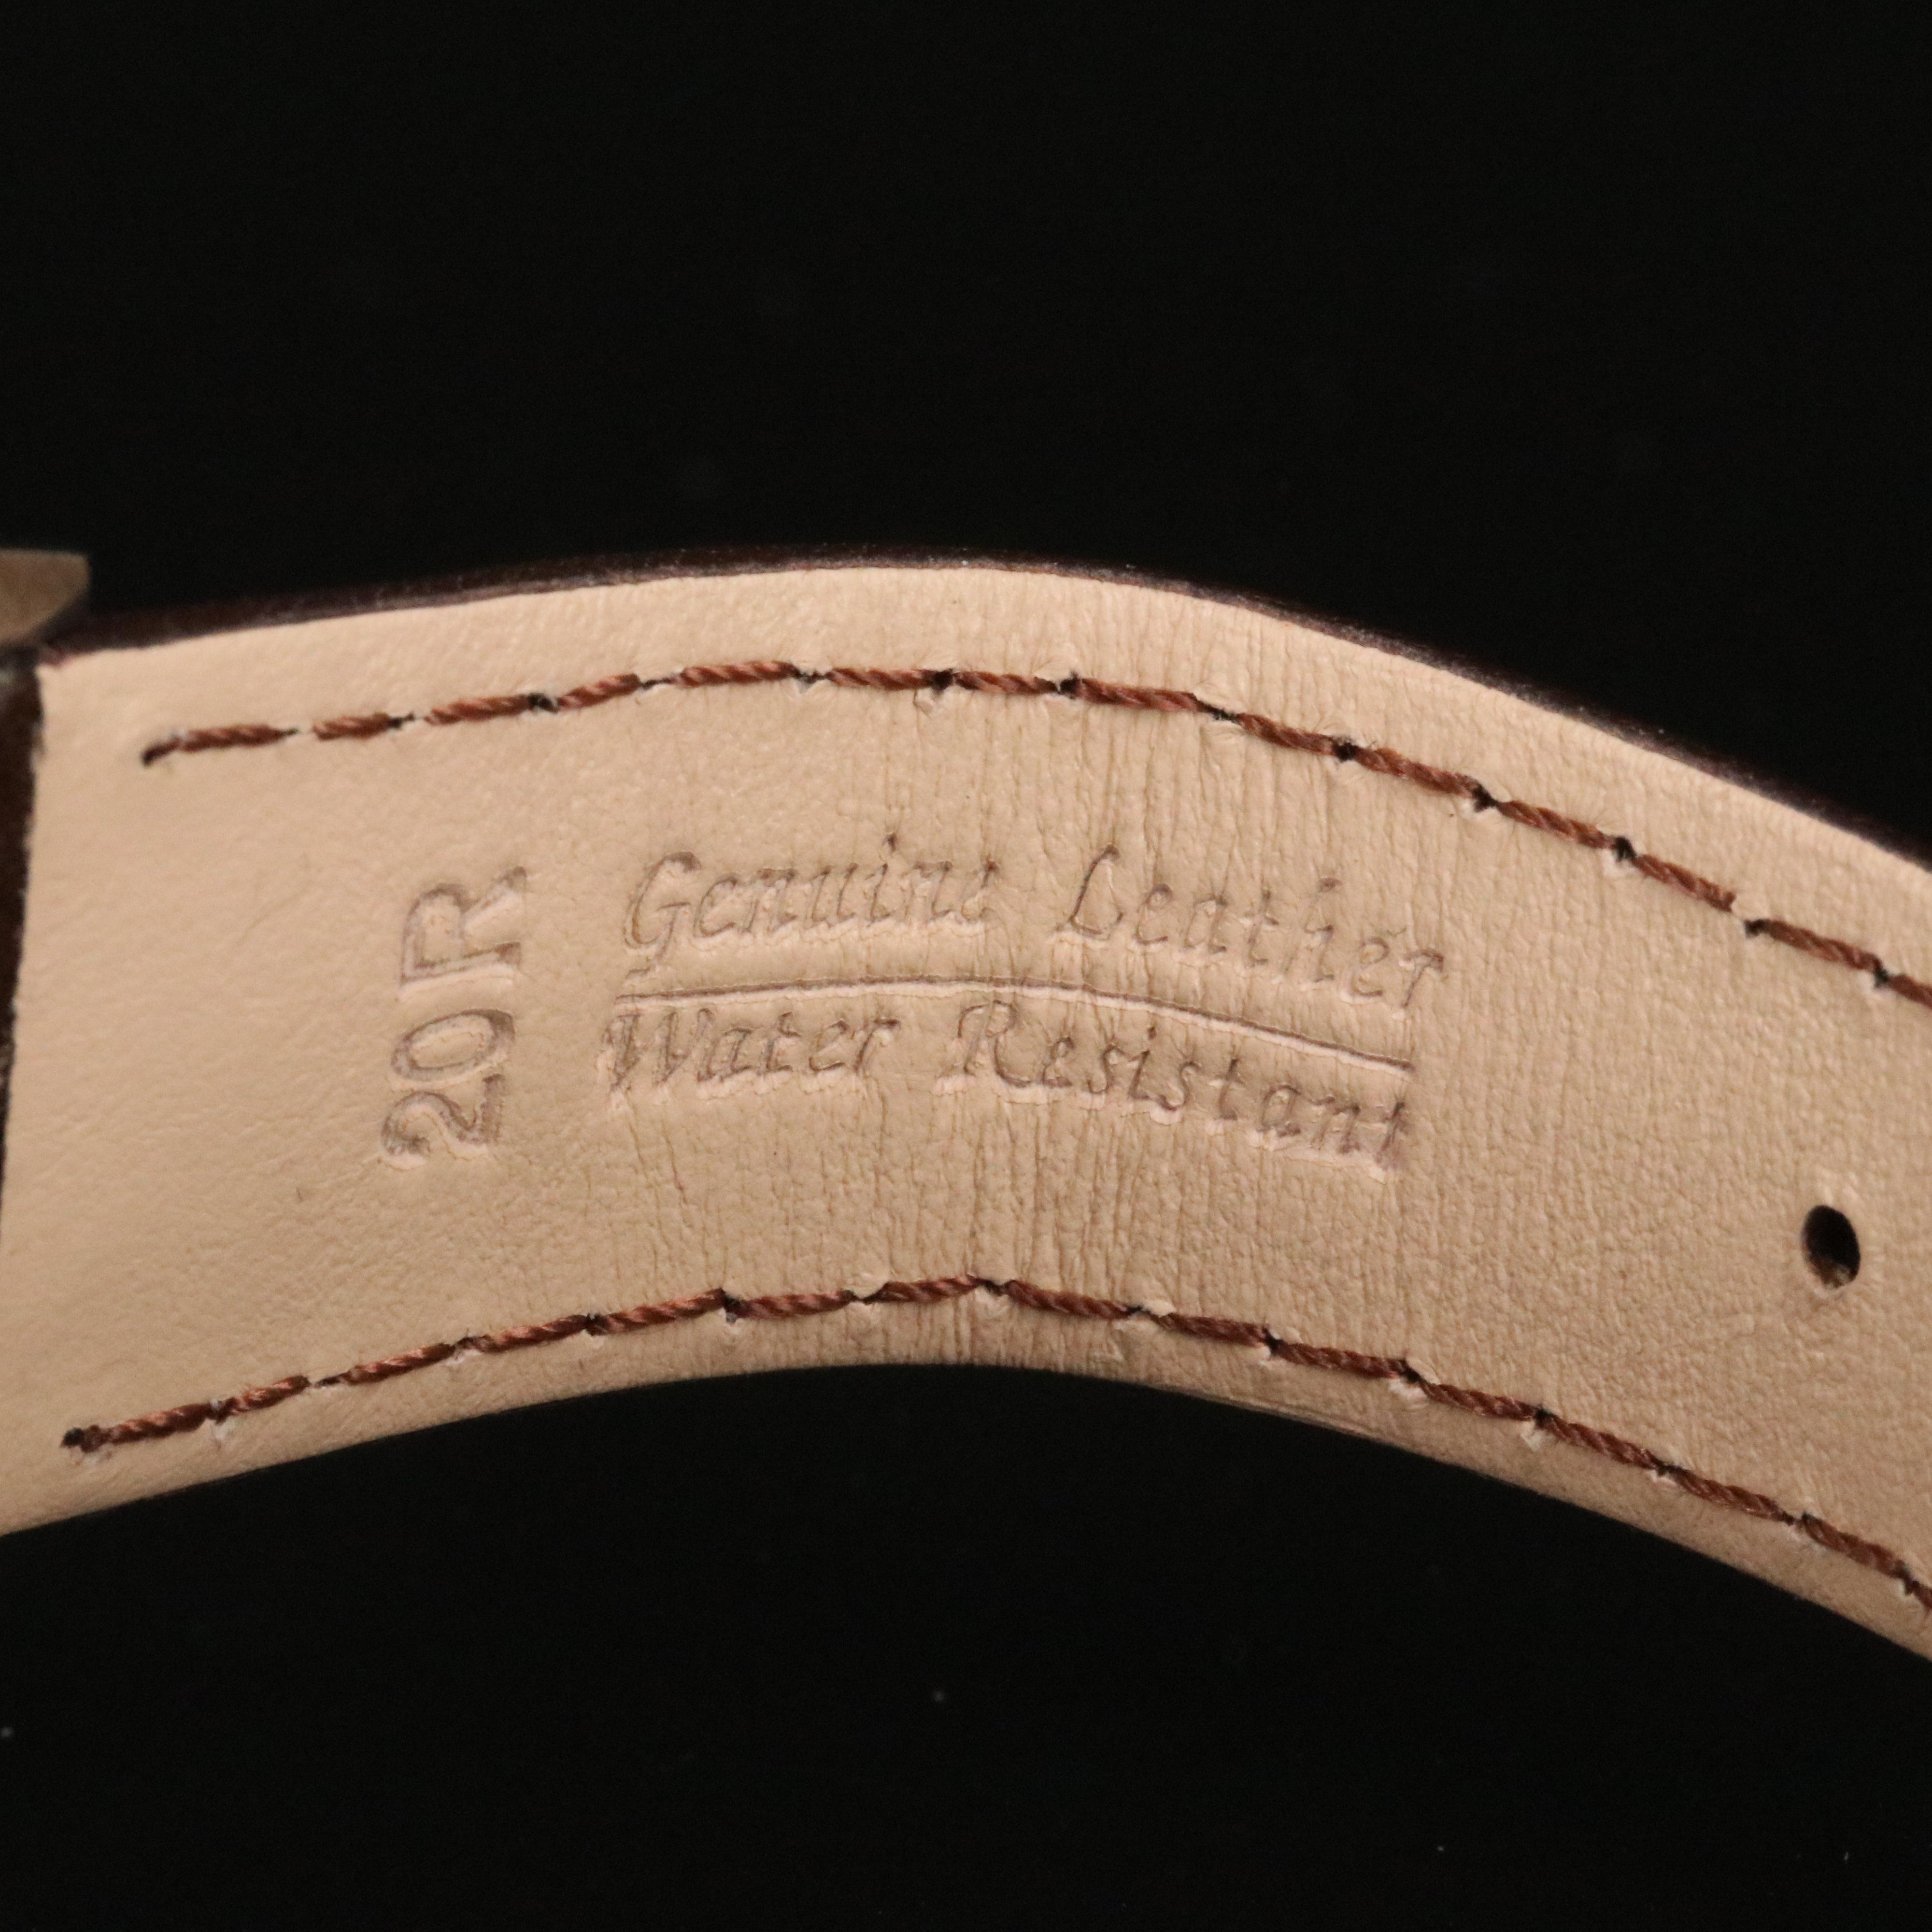 20R
Genuine Leather
Water Resistant